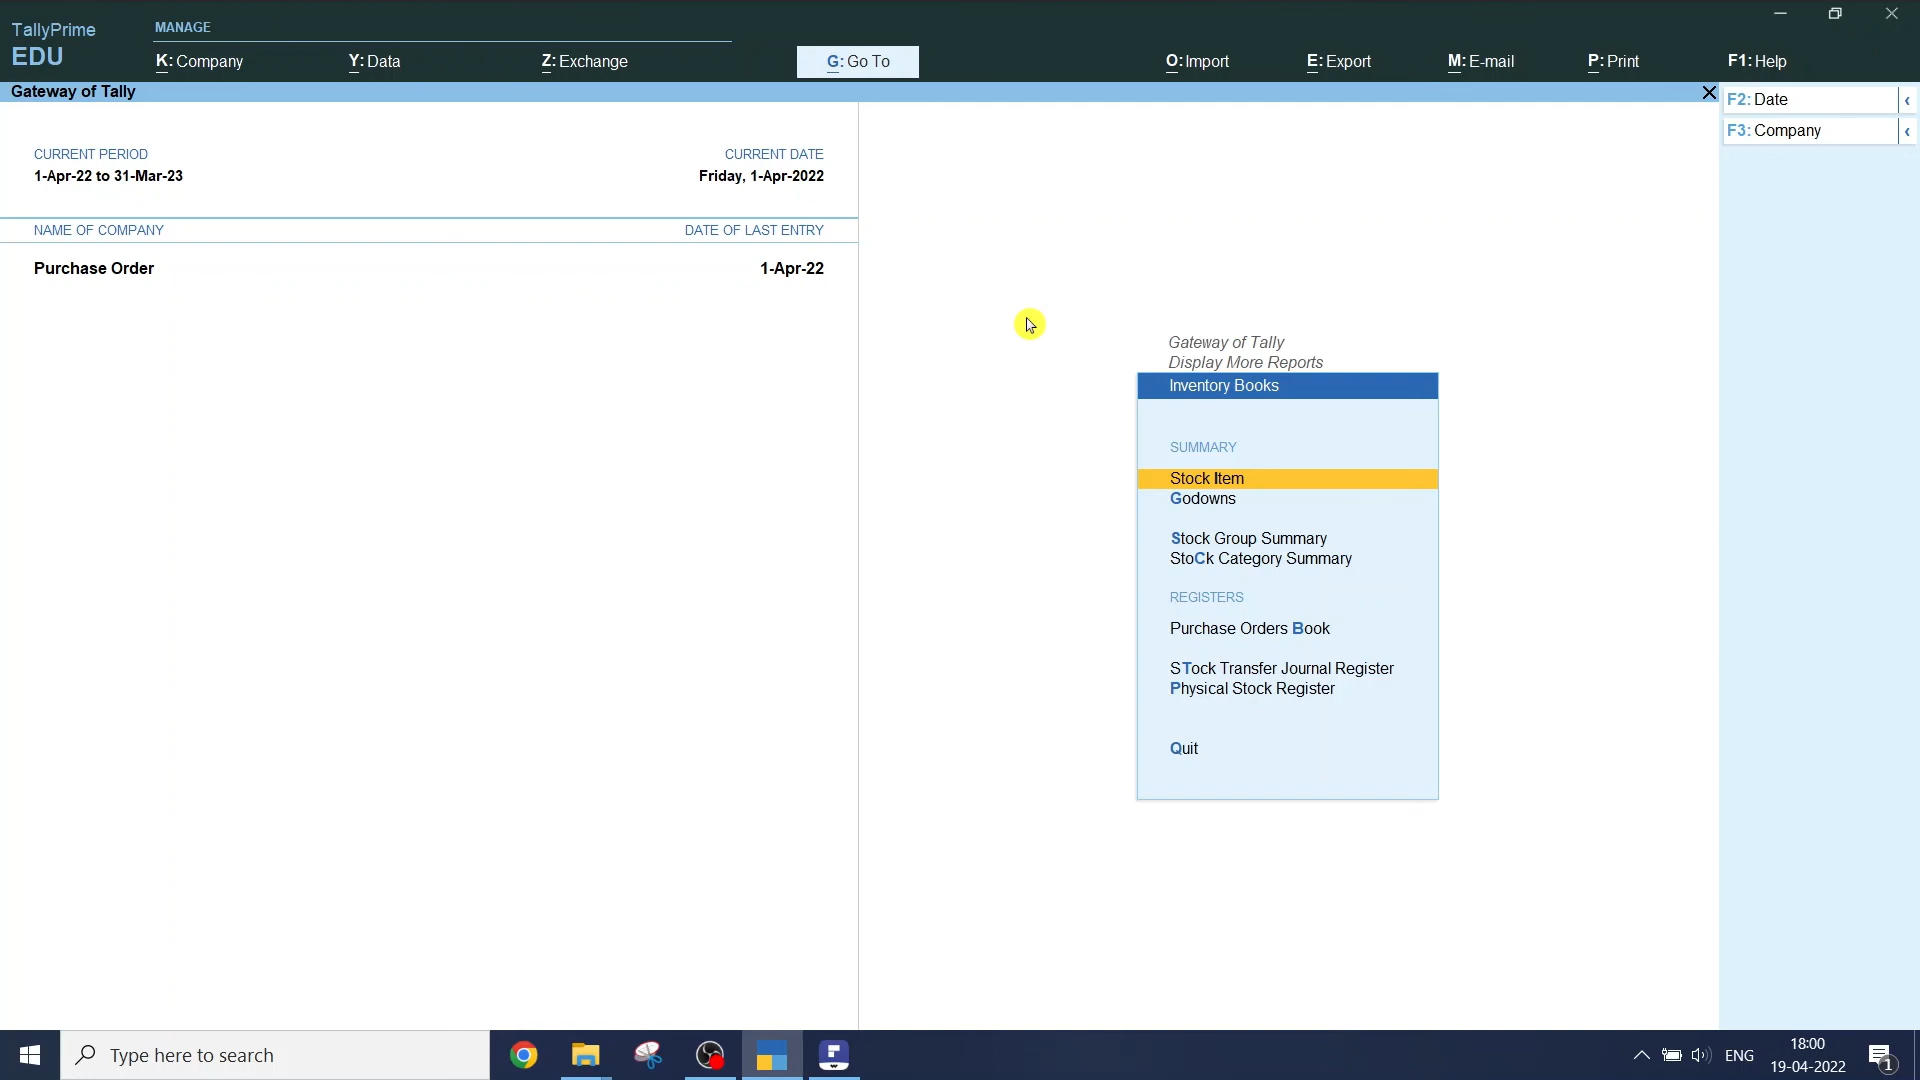 TallyPrime
EDU
MANAGE
K: Company
Y: Data
Z: Exchange
G: Go To
O: Import
E: Export
M: E-mail
P: Print
F1: Help
Gateway of Tally
F2: Date
F3: Company
CURRENT PERIOD
CURRENT DATE
1-Apr-22 to 31-Mar-23
Friday, 1-Apr-2022
NAME OF COMPANY
DATE OF LAST ENTRY
Purchase Order
1-Apr-22
Gateway of Tally
Display More Reports
Inventory Books
SUMMARY
Stock Item
Godowns
Stock Group Summary
StoCk Category Summary
REGISTERS
Purchase Orders Book
STock Transfer Journal Register
Physical Stock Register
Quit
Type here to search
ENG
18:00
19-04-2022
1